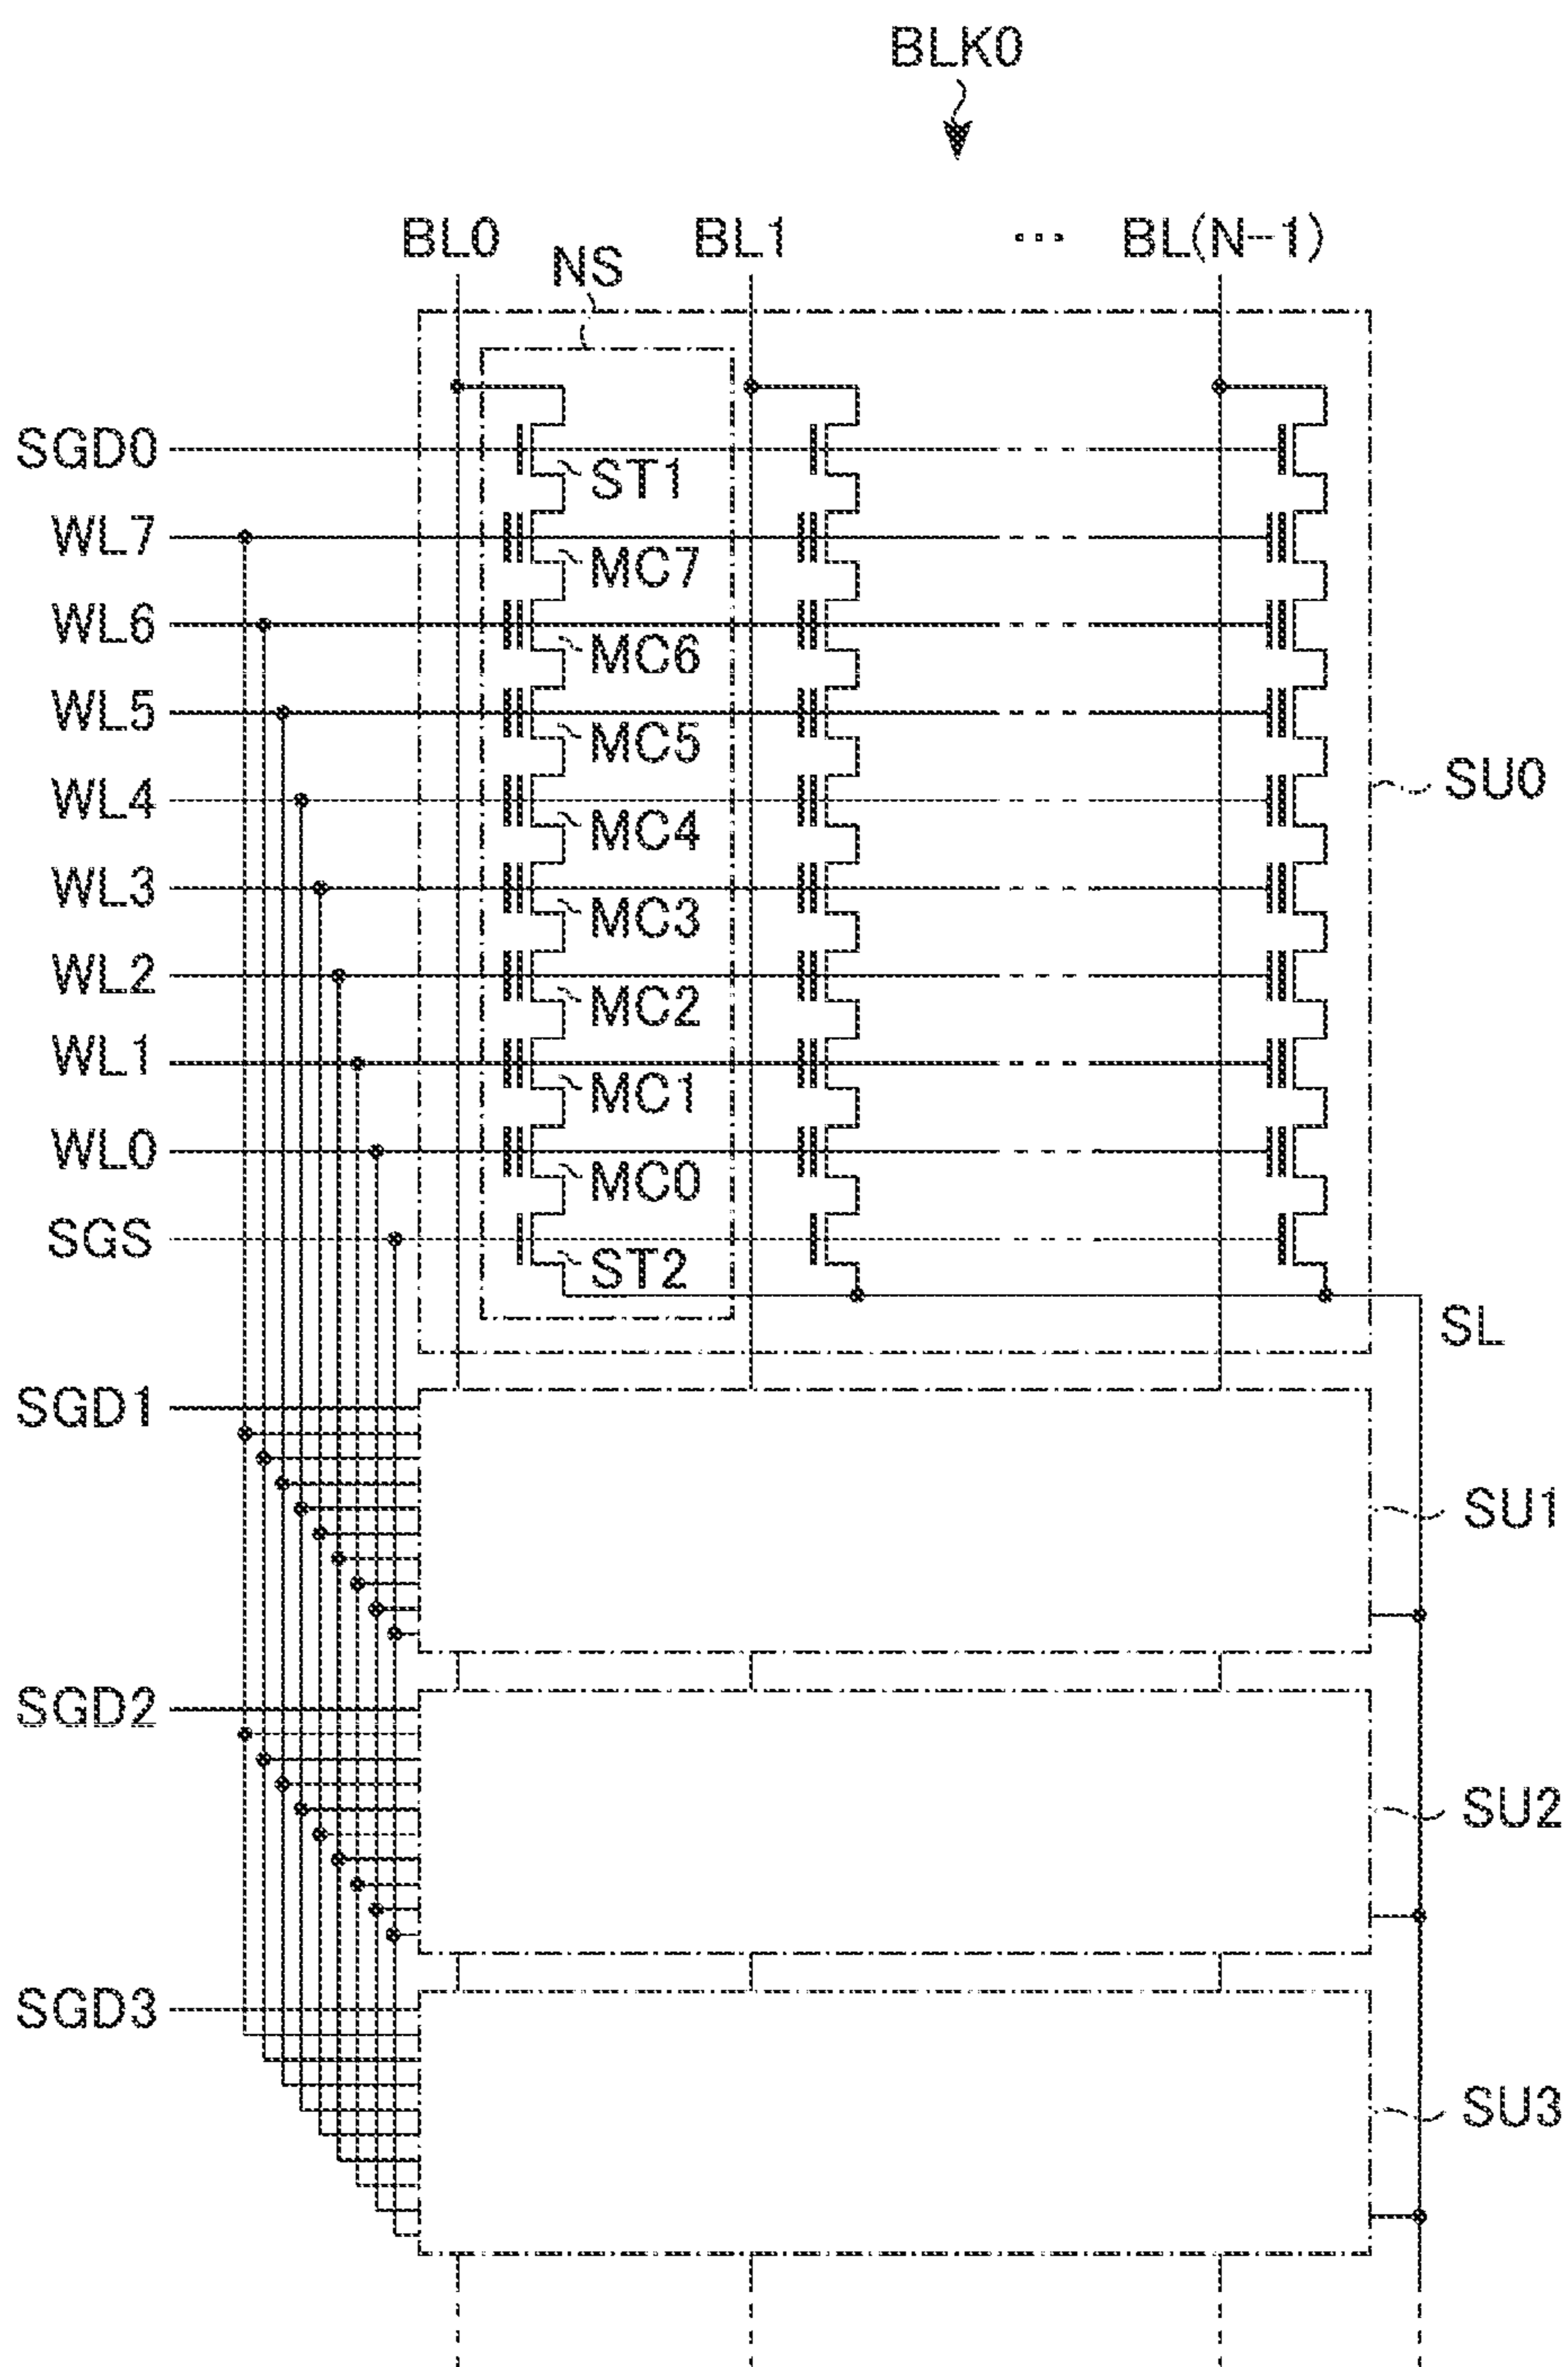 BLK0
BL0 NS BL1 ... BL(N-1)
SGD0
ST1
WL7
MC7
WL6
MC6
WL5
MC5
SU0
WL4
MC4
WL3
MC3
WL2
MC2
WL1
MC1
WL0
MC0
SGS
ST2
SL
SGD1
SU1
SGD2
SU2
SGD3
SU3